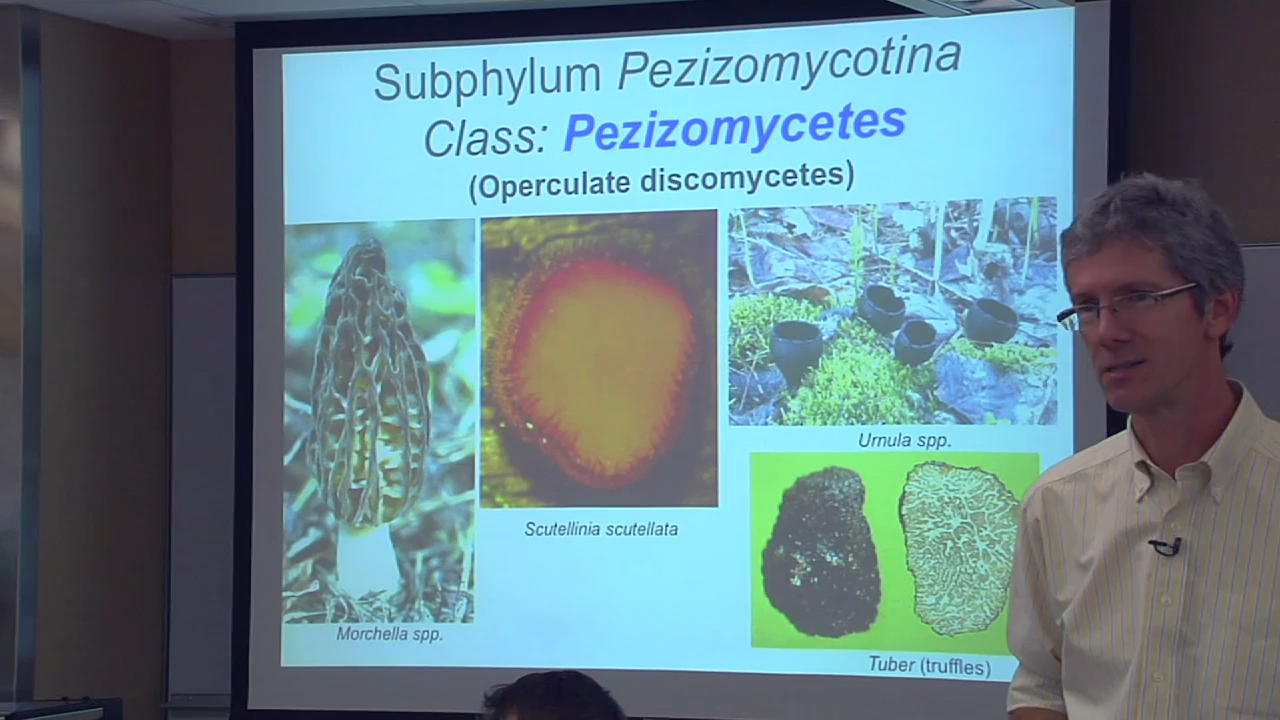 Subphylum Pezizomycotina
Class: Pezizomycetes
(Operculate discomycetes)
Urnula spp.
Scutellinia scutellata
Morchella spp.
Tuber (truffles)